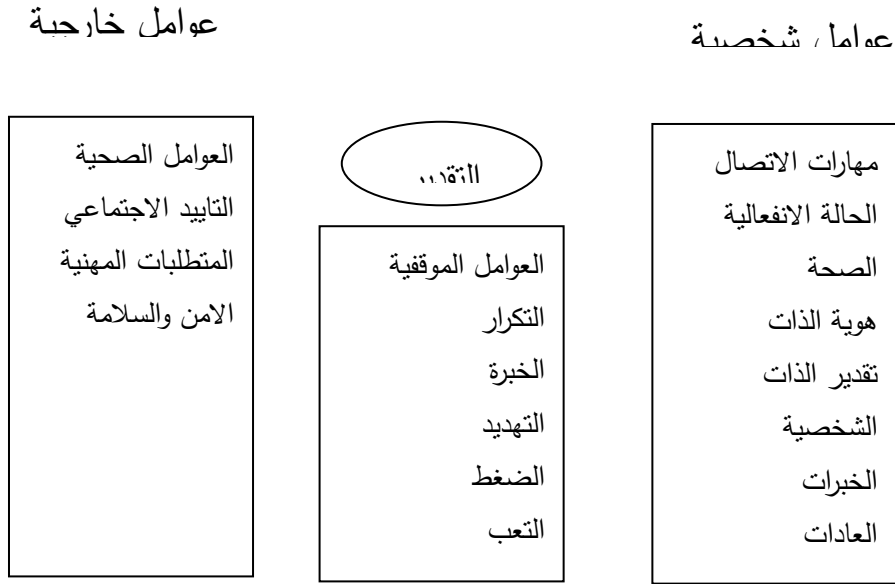 عوامل شخصية
عوامل خارجية
مهارات الاتصال
الحالة الانفعالية
الصحة
هوية الذات
تقدير الذات
الشخصية
الخبرات
العادات
التقدير
العوامل الموقفية
التكرار
الخبرة
التهديد
الضغط
التعب
العوامل الصحية
التاييد الاجتماعي
المتطلبات المهنية
الامن والسلامة